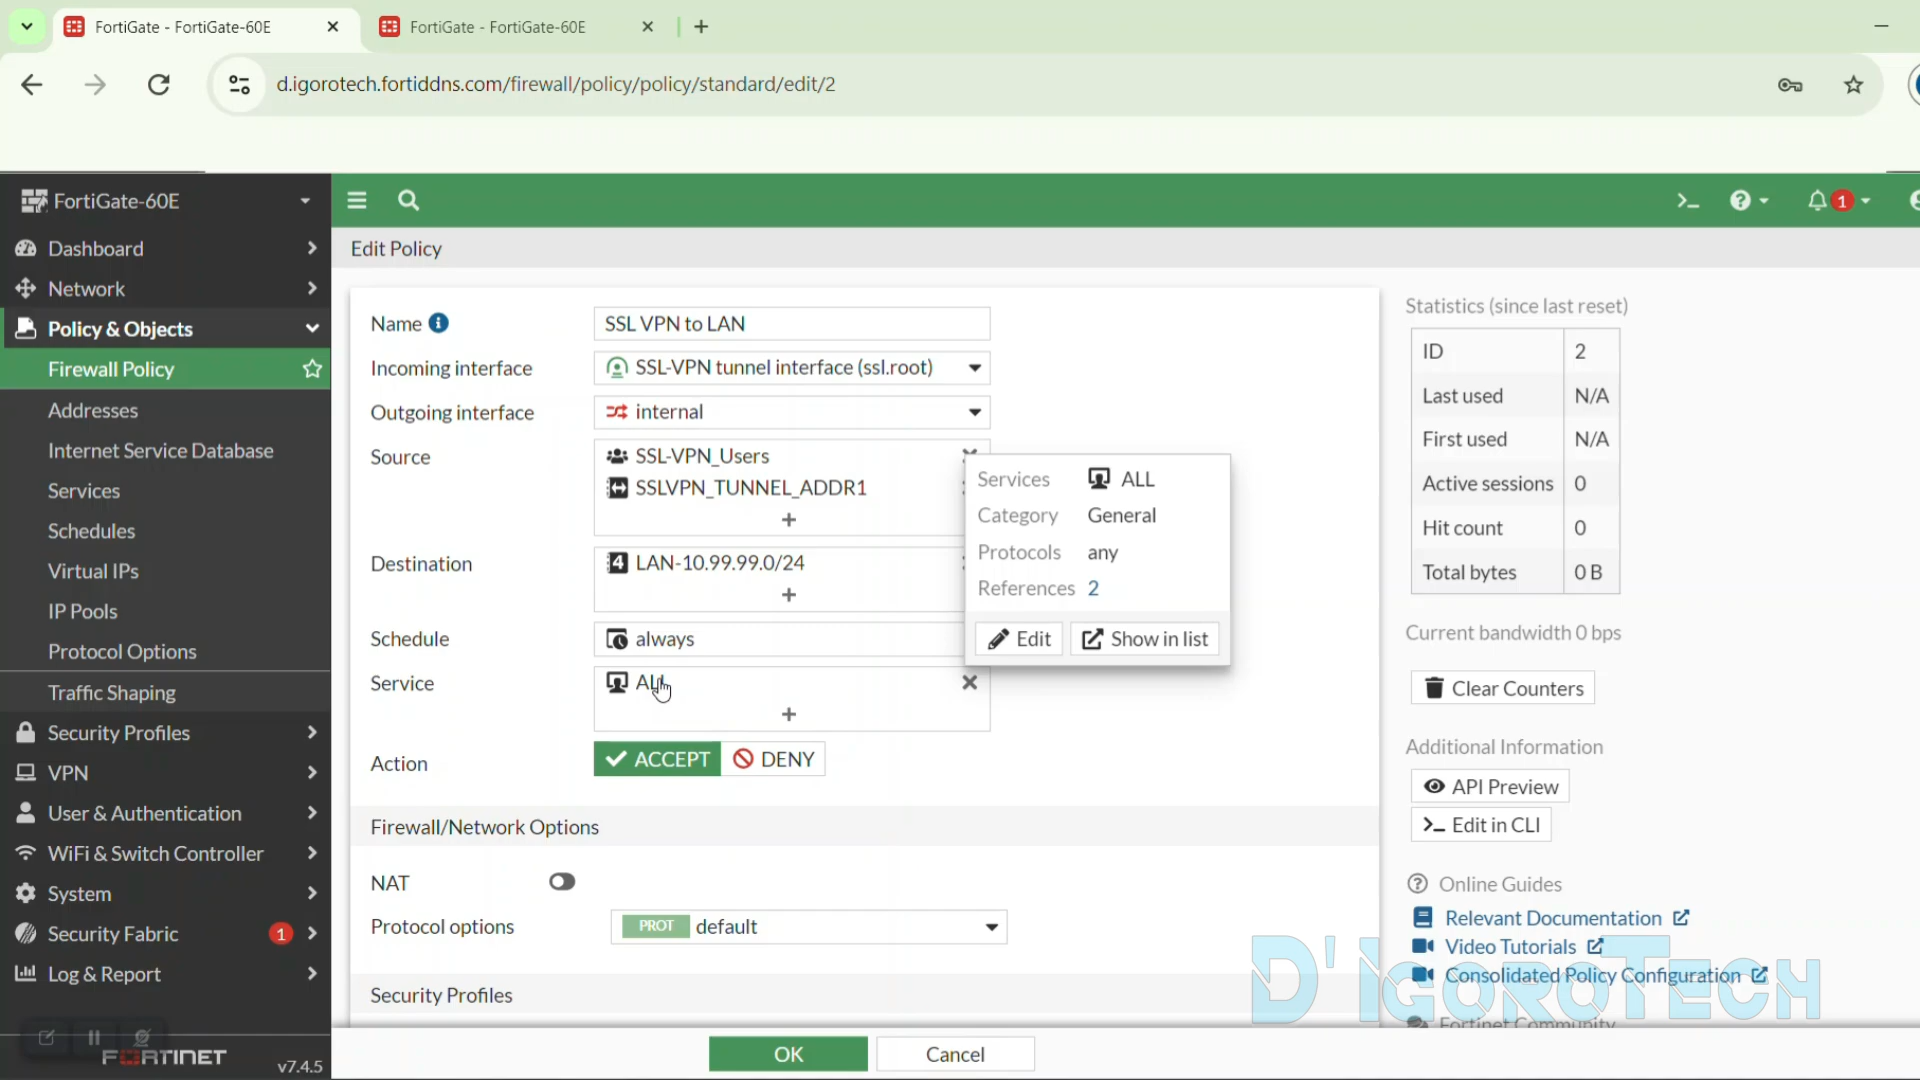 FortiGate - FortiGate-60E
FortiGate - FortiGate-60E
d.igorotech.fortiddns.com/firewall/policy/policy/standard/edit/2
FortiGate-60E
1
Dashboard
Network
Policy & Objects
Firewall Policy
Addresses
Internet Service Database
Services
Schedules
Virtual IPs
IP Pools
Protocol Options
Traffic Shaping
Security Profiles
VPN
User & Authentication
WiFi & Switch Controller
System
Security Fabric 1
Log & Report
FORTINET v7.4.5
Edit Policy
Name SSL VPN to LAN
Incoming interface SSL-VPN tunnel interface (ssl.root)
Outgoing interface internal
Source SSL-VPN_Users
SSLVPN_TUNNEL_ADDR1
Destination 4 LAN-10.99.99.0/24
Schedule always
Service ALL
Action ACCEPT DENY
Services ALL
Category General
Protocols any
References 2
Edit Show in list
Firewall/Network Options
NAT
Protocol options PROT default
Security Profiles
OK Cancel
Statistics (since last reset)
ID 2
Last used N/A
First used N/A
Active sessions 0
Hit count 0
Total bytes 0 B
Current bandwidth 0 bps
Clear Counters
Additional Information
API Preview
Edit in CLI
Online Guides
Relevant Documentation
Video Tutorials
Consolidated Policy Configuration
Fortinet Community
D'IGOROTECH